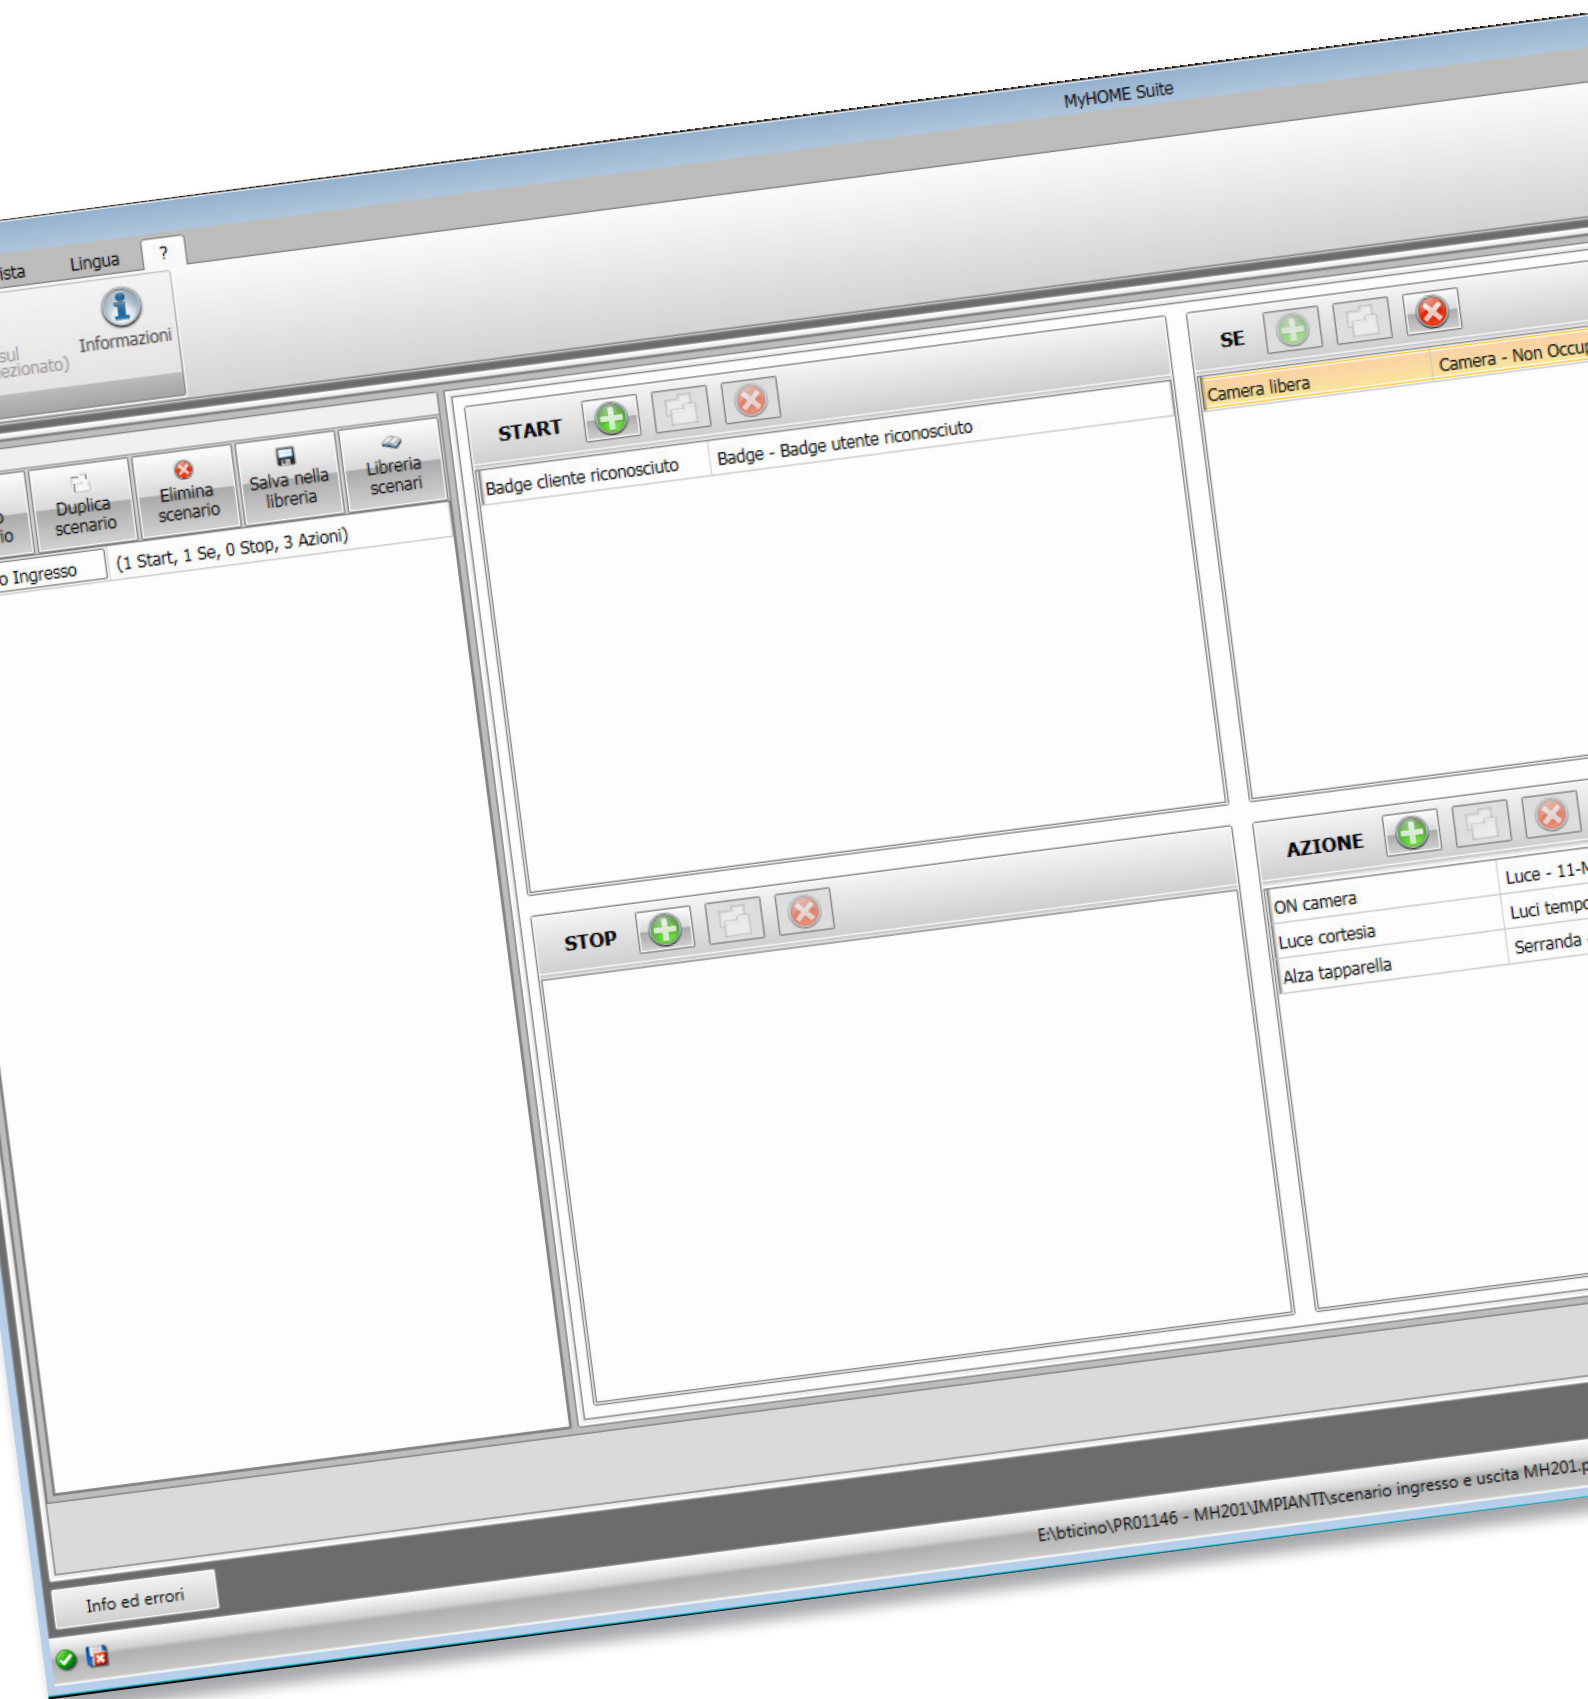 MyHOME Suite
ista Lingua ?
sul
ezionato)
Informazioni
Duplica
scenario
Elimina
scenario
Salva nella
libreria
Libreria
scenari
io
o Ingresso (1 Start, 1 Se, 0 Stop, 3 Azioni)
START
Badge cliente riconosciuto Badge - Badge utente riconosciuto
SE
Camera libera Camera - Non Occup
STOP
AZIONE
ON camera Luce - 11-
Luce cortesia Luci tempo
Alza tapparella Serranda -
E:\bticino\PR01146 - MH201\IMPIANTI\scenario ingresso e uscita MH201.p
Info ed errori